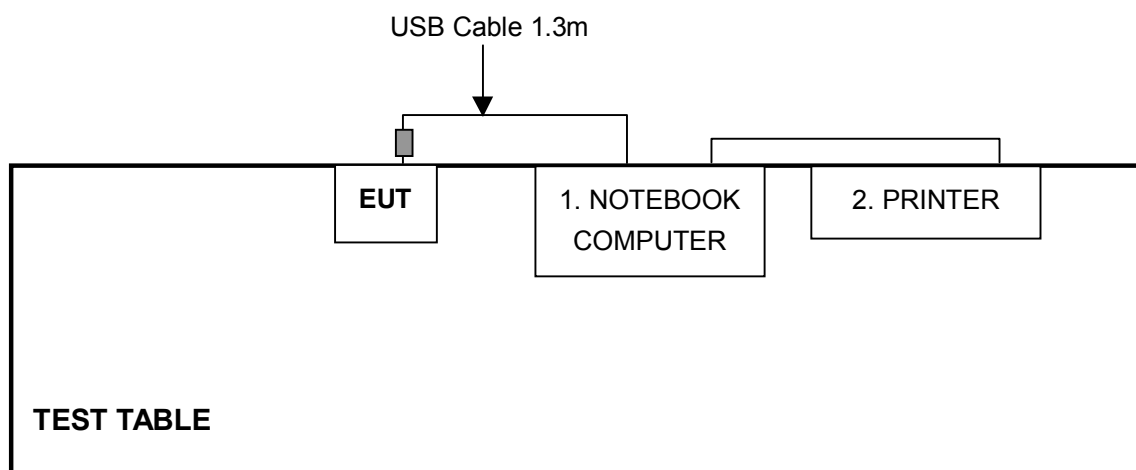 USB Cable 1.3m
EUT
1. NOTEBOOK
COMPUTER
2. PRINTER
TEST TABLE